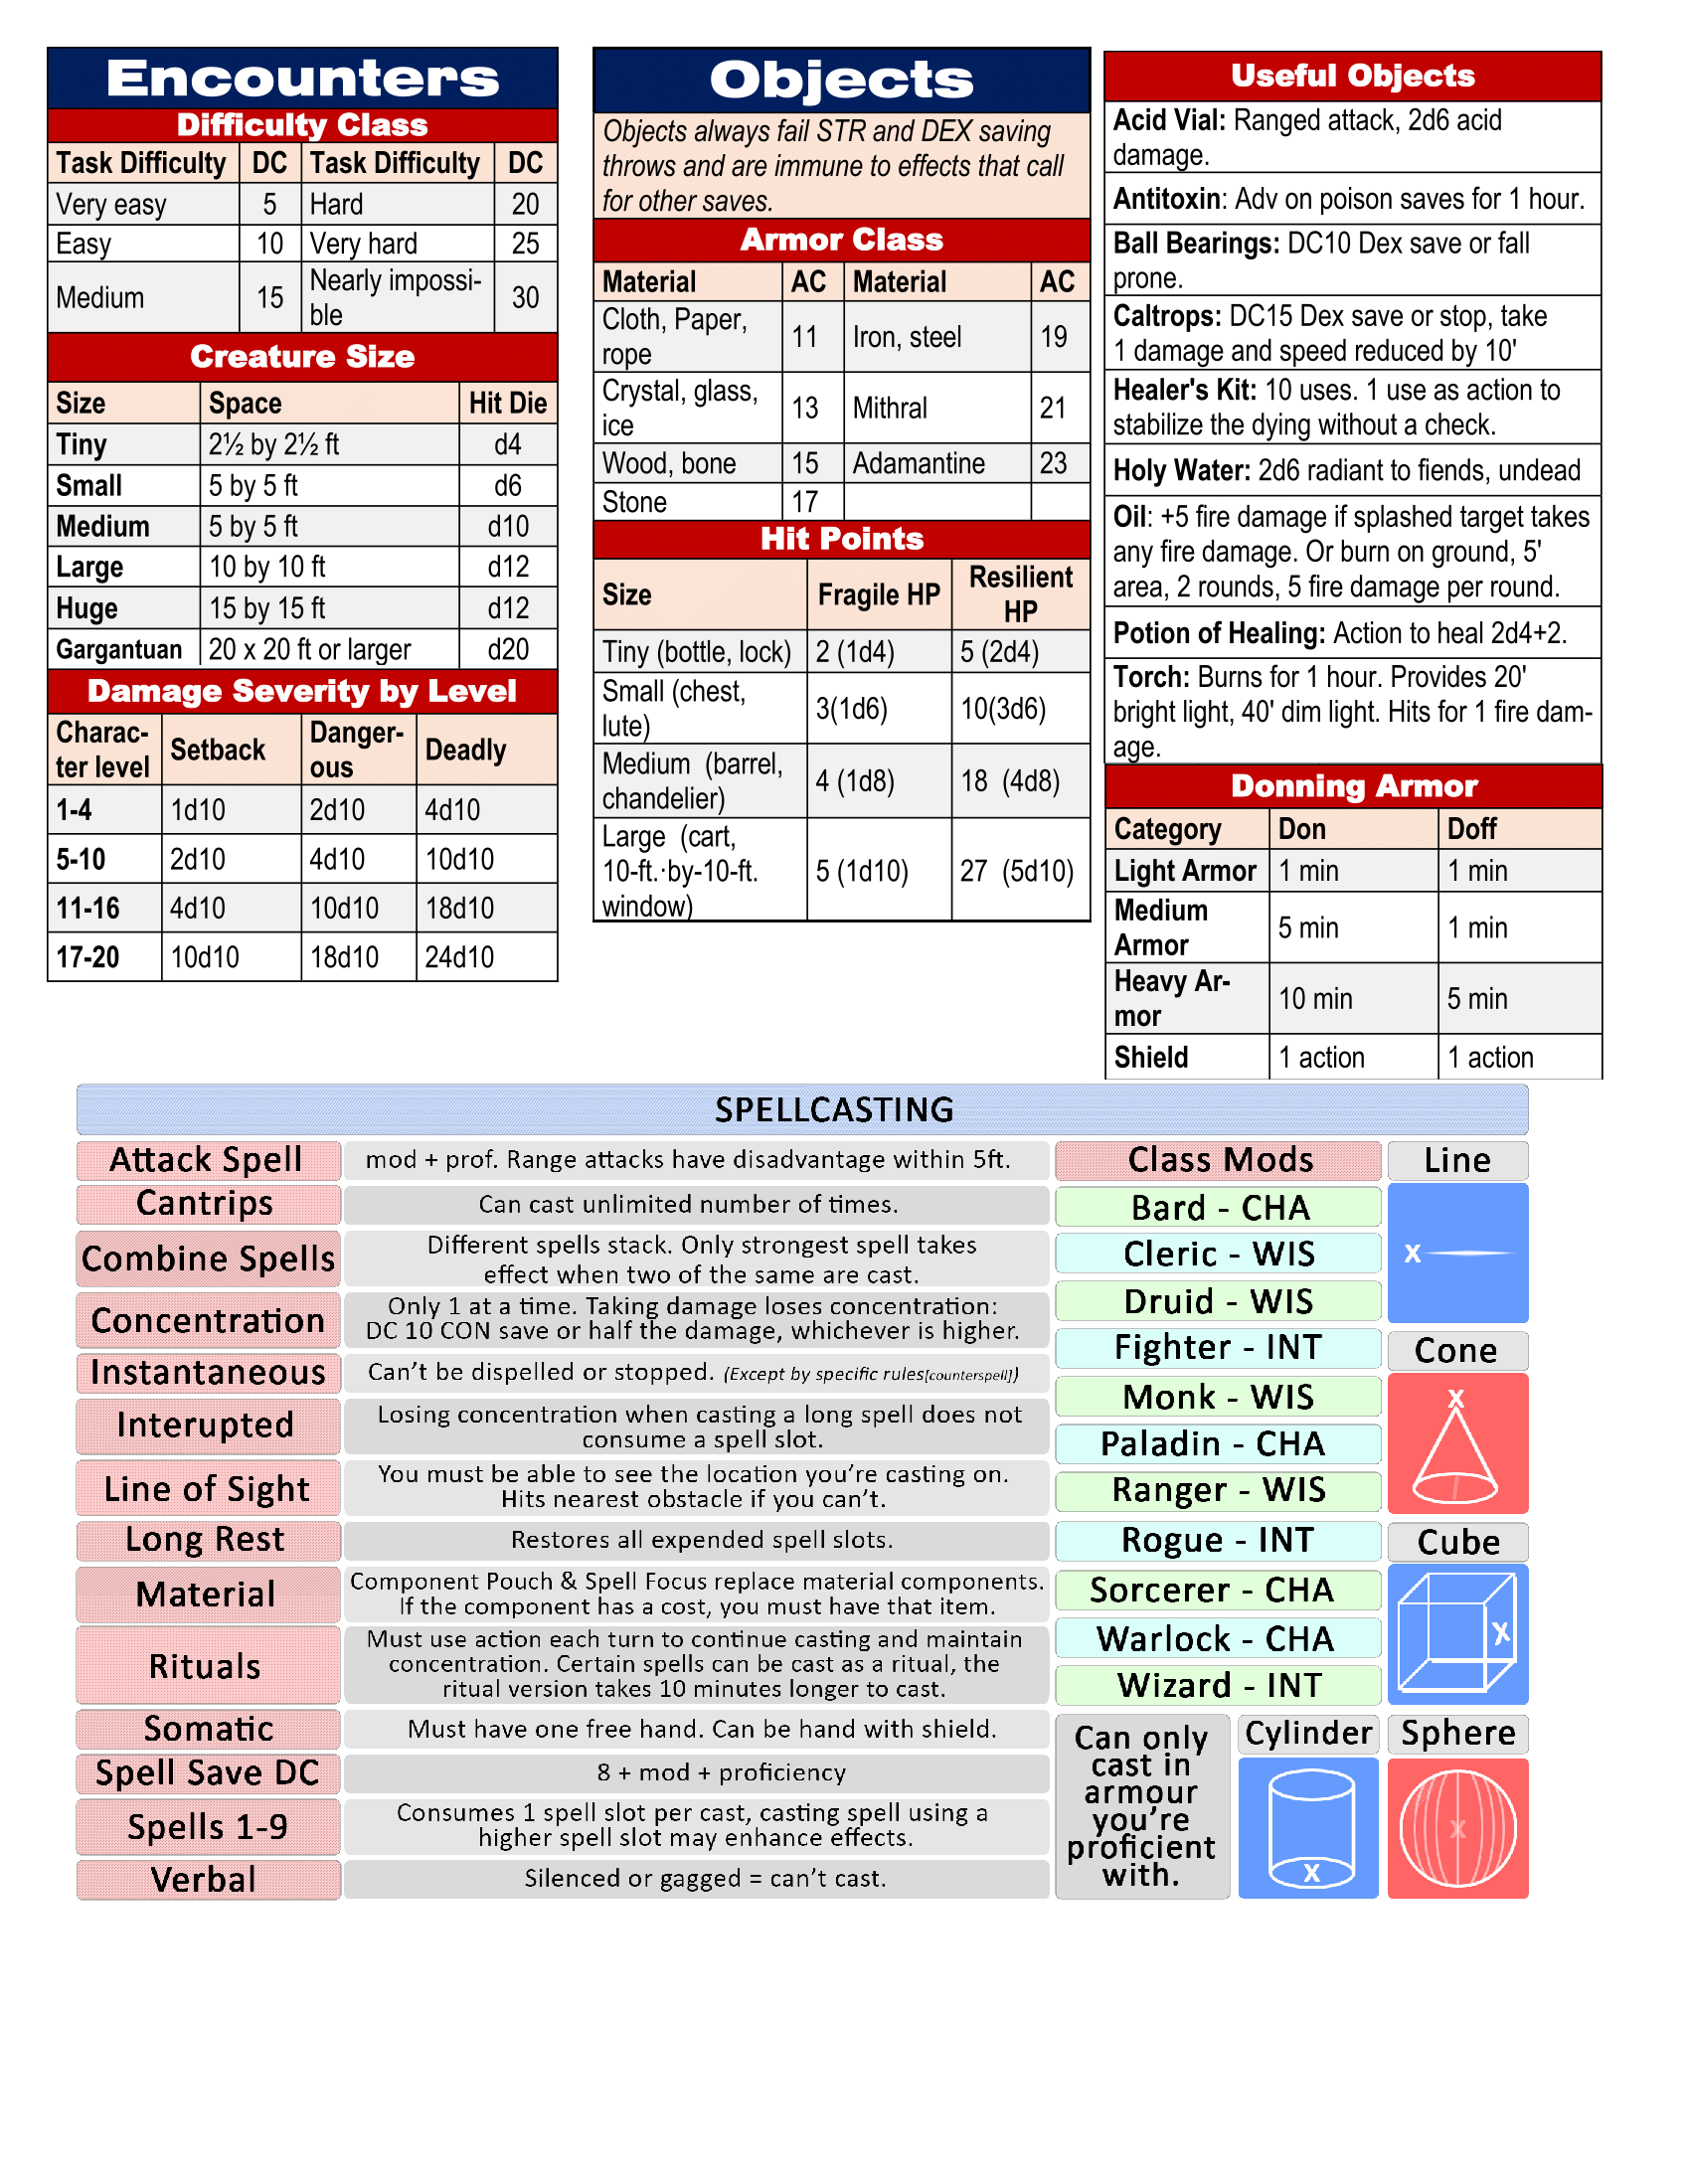 Encounters
Difficulty Class
Task Difficulty DC Task Difficulty DC
Very easy 5 Hard 20
Easy 10 Very hard 25
Medium 15 Nearly impossi-
ble 30
Creature Size
Size Space Hit Die
Tiny 2½ by 2½ ft d4
Small 5 by 5 ft d6
Medium 5 by 5 ft d10
Large 10 by 10 ft d12
Huge 15 by 15 ft d12
Gargantuan 20 x 20 ft or larger d20
Damage Severity by Level
Charac-
ter level Setback Danger-
ous Deadly
1-4 1d10 2d10 4d10
5-10 2d10 4d10 10d10
11-16 4d10 10d10 18d10
17-20 10d10 18d10 24d10
Objects
Objects always fail STR and DEX saving
throws and are immune to effects that call
for other saves.
Armor Class
Material AC Material AC
Cloth, Paper,
rope 11 Iron, steel 19
Crystal, glass,
ice 13 Mithral 21
Wood, bone 15 Adamantine 23
Stone 17
Hit Points
Size Fragile HP Resilient
HP
Tiny (bottle, lock) 2 (1d4) 5 (2d4)
Small (chest,
lute) 3(1d6) 10(3d6)
Medium (barrel,
chandelier) 4 (1d8) 18 (4d8)
Large (cart,
10-ft.·by-10-ft.
window) 5 (1d10) 27 (5d10)
Useful Objects
Acid Vial: Ranged attack, 2d6 acid
damage.
Antitoxin: Adv on poison saves for 1 hour.
Ball Bearings: DC10 Dex save or fall
prone.
Caltrops: DC15 Dex save or stop, take
1 damage and speed reduced by 10'
Healer's Kit: 10 uses. 1 use as action to
stabilize the dying without a check.
Holy Water: 2d6 radiant to fiends, undead
Oil: +5 fire damage if splashed target takes
any fire damage. Or burn on ground, 5'
area, 2 rounds, 5 fire damage per round.
Potion of Healing: Action to heal 2d4+2.
Torch: Burns for 1 hour. Provides 20'
bright light, 40' dim light. Hits for 1 fire dam-
age.
Donning Armor
Category Don Doff
Light Armor 1 min 1 min
Medium
Armor 5 min 1 min
Heavy Ar-
mor 10 min 5 min
Shield 1 action 1 action
SPELLCASTING
Attack Spell mod + prof. Range attacks have disadvantage within 5ft.
Cantrips Can cast unlimited number of times.
Combine Spells Different spells stack. Only strongest spell takes
effect when two of the same are cast.
Concentration Only 1 at a time. Taking damage loses concentration:
DC 10 CON save or half the damage, whichever is higher.
Instantaneous Can't be dispelled or stopped. (Except by specific rules[counterspell])
Interupted Losing concentration when casting a long spell does not
consume a spell slot.
Line of Sight You must be able to see the location you're casting on.
Hits nearest obstacle if you can't.
Long Rest Restores all expended spell slots.
Material Component Pouch & Spell Focus replace material components.
If the component has a cost, you must have that item.
Rituals Must use action each turn to continue casting and maintain
concentration. Certain spells can be cast as a ritual, the
ritual version takes 10 minutes longer to cast.
Somatic Must have one free hand. Can be hand with shield.
Spell Save DC 8 + mod + proficiency
Spells 1-9 Consumes 1 spell slot per cast, casting spell using a
higher spell slot may enhance effects.
Verbal Silenced or gagged = can't cast.
Class Mods
Bard - CHA
Cleric - WIS
Druid - WIS
Fighter - INT
Monk - WIS
Paladin - CHA
Ranger - WIS
Rogue - INT
Sorcerer - CHA
Warlock - CHA
Wizard - INT
Can only
cast in
armour
you're
proficient
with.
Line
X
Cone
X
Cube
X
Cylinder
X
Sphere
X